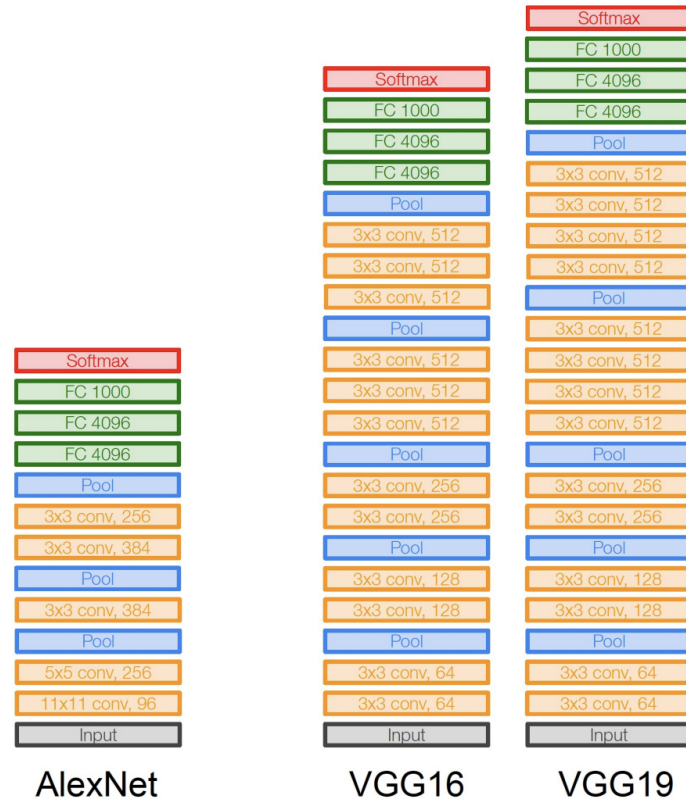 Softmax
FC 1000
FC 4096
FC 4096
Pool
3x3 conv, 256
3x3 conv, 384
Pool
3x3 conv, 384
Pool
5x5 conv, 256
11x11 conv, 96
Input
AlexNet
Softmax
FC 1000
FC 4096
FC 4096
Pool
3x3 conv, 512
3x3 conv, 512
3x3 conv, 512
Pool
3x3 conv, 512
3x3 conv, 512
3x3 conv, 512
Pool
3x3 conv, 256
3x3 conv, 256
Pool
3x3 conv, 128
3x3 conv, 128
Pool
3x3 conv, 64
3x3 conv, 64
Input
VGG16
Softmax
FC 1000
FC 4096
FC 4096
Pool
3x3 conv, 512
3x3 conv, 512
3x3 conv, 512
3x3 conv, 512
Pool
3x3 conv, 512
3x3 conv, 512
3x3 conv, 512
3x3 conv, 512
Pool
3x3 conv, 256
3x3 conv, 256
Pool
3x3 conv, 128
3x3 conv, 128
Pool
3x3 conv, 64
3x3 conv, 64
Input
VGG19